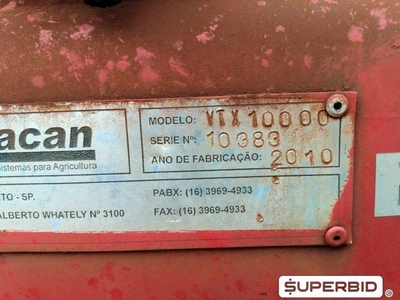 acan
istemas para Agricultura
MODELO: VTX 10000
SERIE Nº: 10383
ANO DE FABRICAÇÃO: 2010
ETO - SP.
ALBERTO WHATELY Nº 3100
PABX: (16) 3969-4933
FAX: (16) 3969-4933
SUPERBID